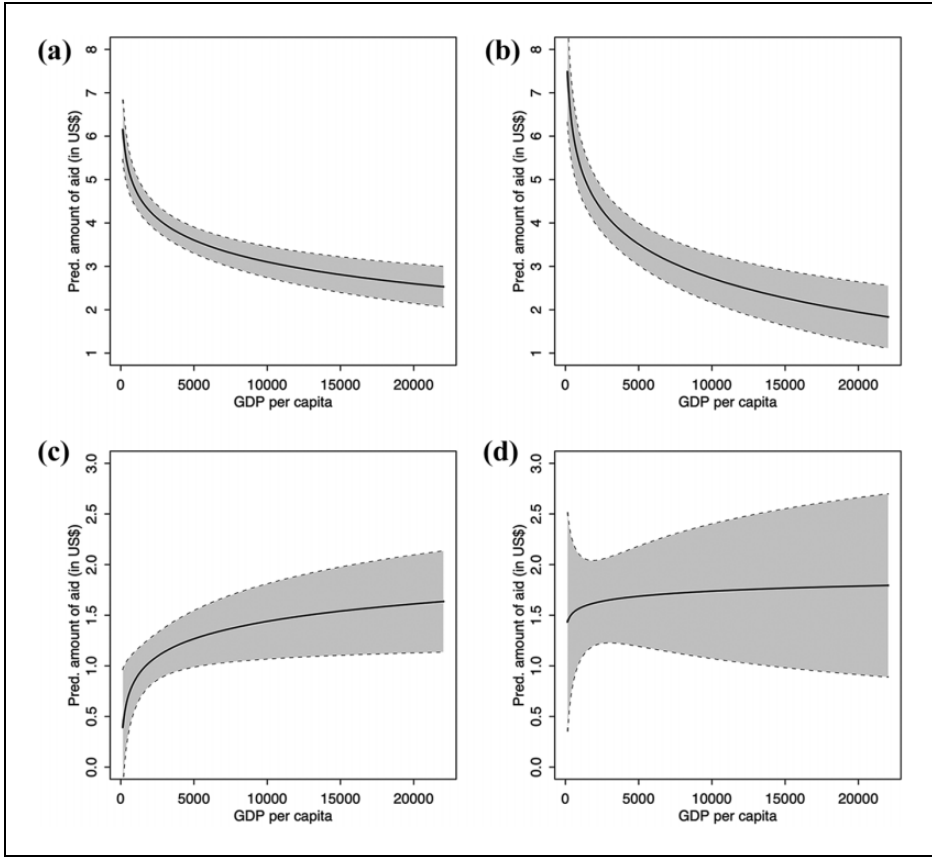 (a)
Pred. amount of aid (in US$)
8
7
6
5
4
3
2
1
0 5000 10000 15000 20000
GDP per capita
(b)
Pred. amount of aid (in US$)
8
7
6
5
4
3
2
1
0 5000 10000 15000 20000
GDP per capita
(c)
Pred. amount of aid (in US$)
3.0
2.5
2.0
1.5
1.0
0.5
0.0
0 5000 10000 15000 20000
GDP per capita
(d)
Pred. amount of aid (in US$)
3.0
2.5
2.0
1.5
1.0
0.5
0.0
0 5000 10000 15000 20000
GDP per capita